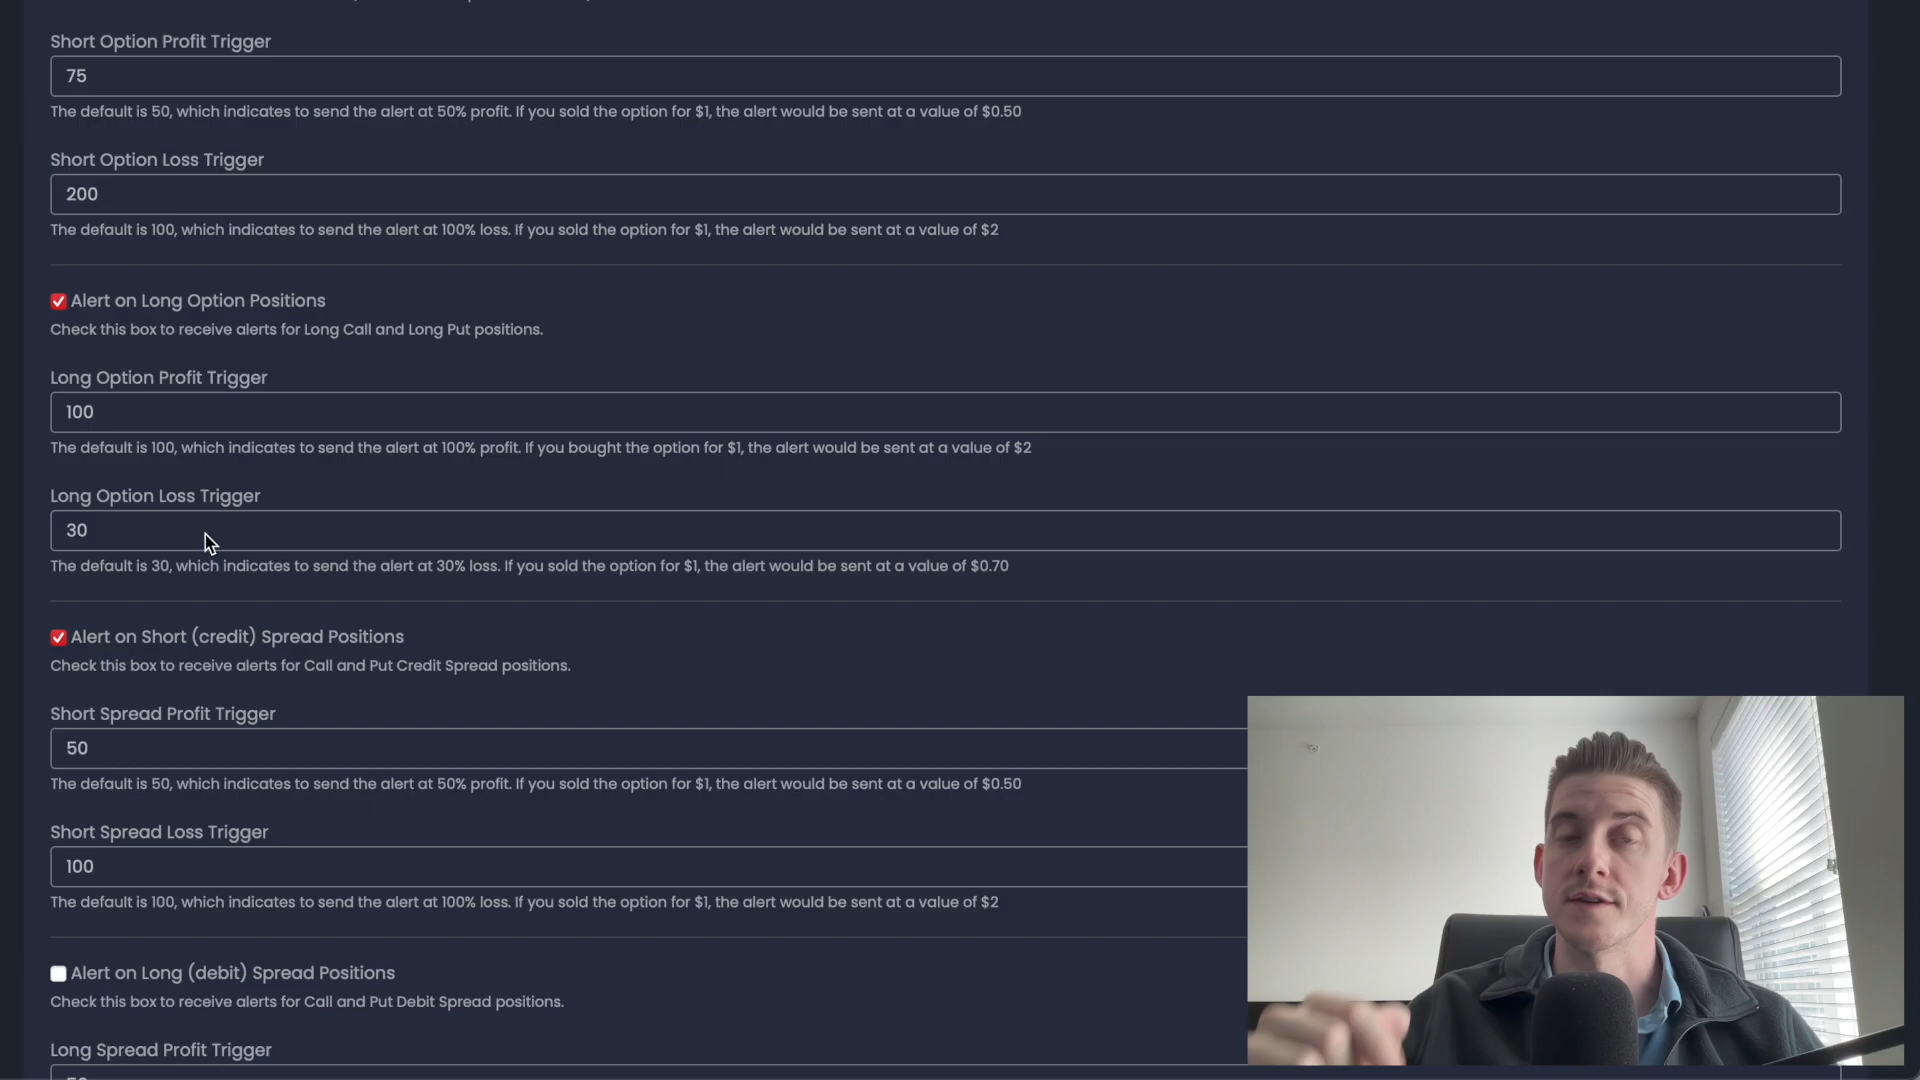 Short Option Profit Trigger
75
The default is 50, which indicates to send the alert at 50% profit. If you sold the option for $1, the alert would be sent at a value of $0.50
Short Option Loss Trigger
200
The default is 100, which indicates to send the alert at 100% loss. If you sold the option for $1, the alert would be sent at a value of $2
Alert on Long Option Positions
Check this box to receive alerts for Long Call and Long Put positions.
Long Option Profit Trigger
100
The default is 100, which indicates to send the alert at 100% profit. If you bought the option for $1, the alert would be sent at a value of $2
Long Option Loss Trigger
30
The default is 30, which indicates to send the alert at 30% loss. If you sold the option for $1, the alert would be sent at a value of $0.70
Alert on Short (credit) Spread Positions
Check this box to receive alerts for Call and Put Credit Spread positions.
Short Spread Profit Trigger
50
The default is 50, which indicates to send the alert at 50% profit. If you sold the option for $1, the alert would be sent at a value of $0.50
Short Spread Loss Trigger
100
The default is 100, which indicates to send the alert at 100% loss. If you sold the option for $1, the alert would be sent at a value of $2
Alert on Long (debit) Spread Positions
Check this box to receive alerts for Call and Put Debit Spread positions.
Long Spread Profit Trigger